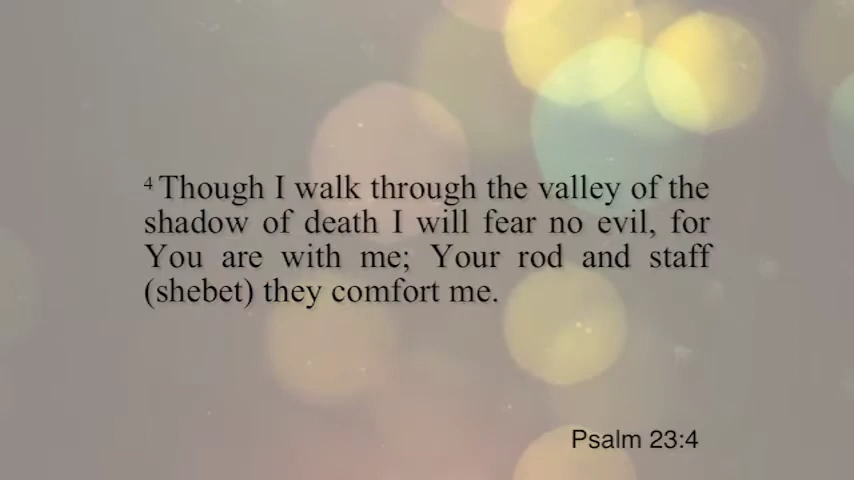 4 Though I walk through the valley of the
shadow of death I will fear no evil, for
You are with me; Your rod and staff
(shebet) they comfort me.
Psalm 23:4